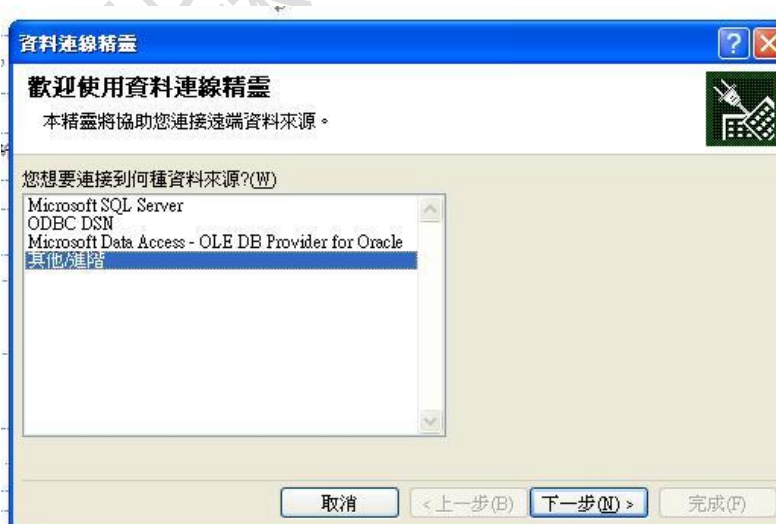 資料連線精靈
歡迎使用資料連線精靈
本精靈將協助您連接遠端資料來源。
您想要連接到何種資料來源?(W)
Microsoft SQL Server
ODBC DSN
Microsoft Data Access - OLE DB Provider for Oracle
其他/進階
取消 <上一步(B) 下一步(N) > 完成(F)